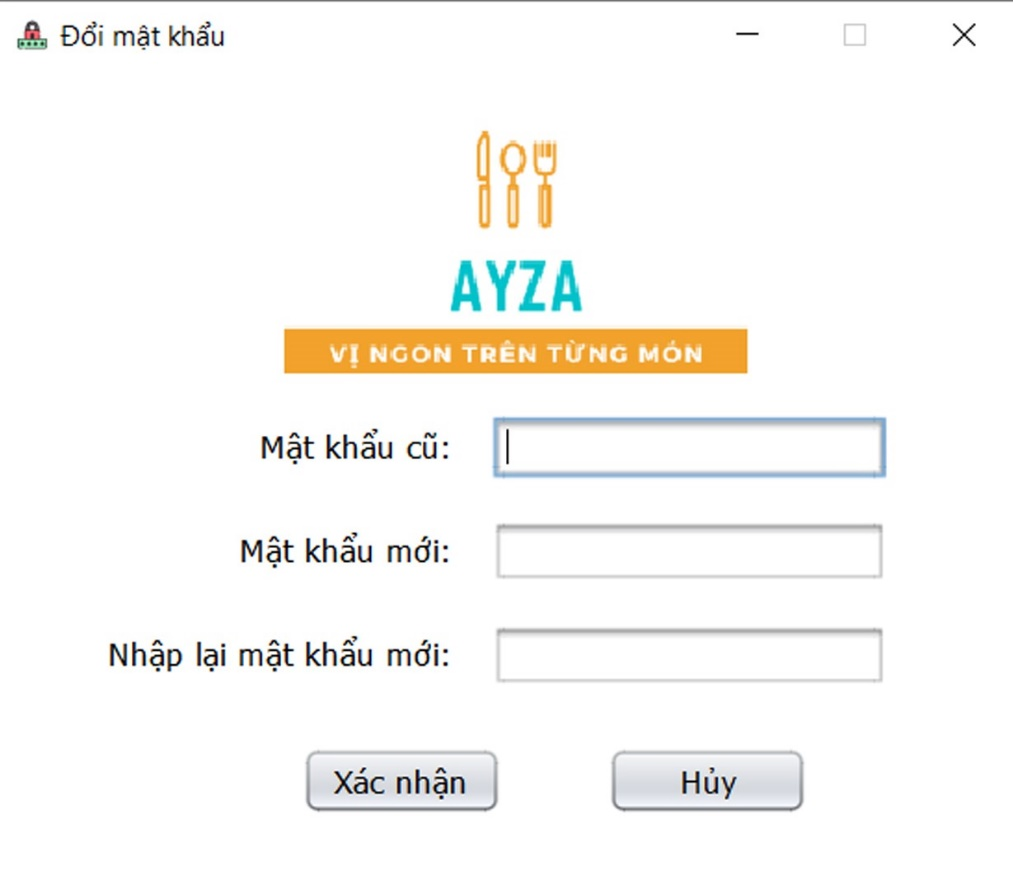 Đổi mật khẩu
AYZA
VỊ NGON TRÊN TỪNG MÓN
Mật khẩu cũ:
Mật khẩu mới:
Nhập lại mật khẩu mới:
Xác nhận
Hủy